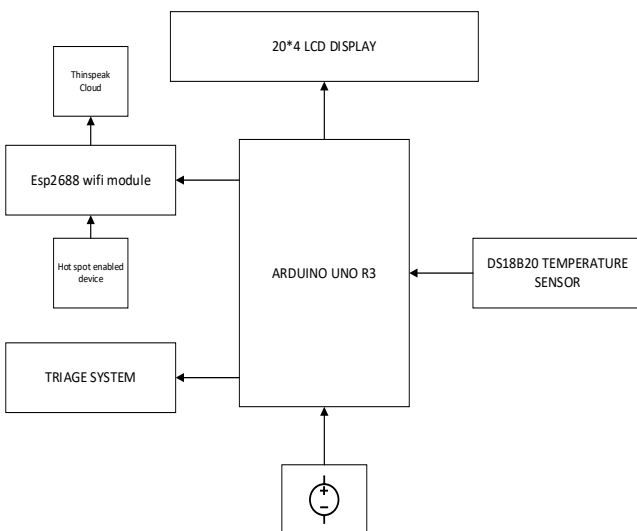 20*4 LCD DISPLAY
Thinspeak
Cloud
Esp2688 wifi module
Hot spot enabled
device
ARDUINO UNO R3
DS18B20 TEMPERATURE
SENSOR
TRIAGE SYSTEM